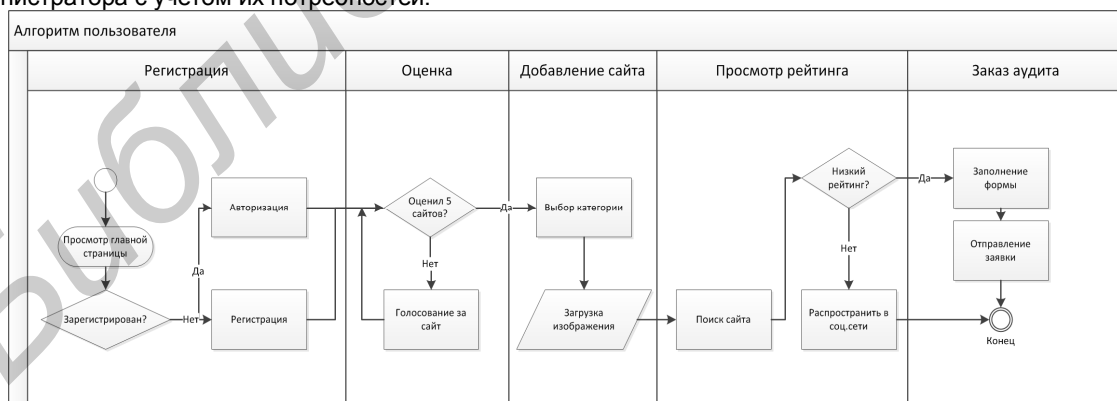 нистратора с учетом их потребностей.
Алгоритм пользователя
Регистрация
Оценка
Добавление сайта
Просмотр рейтинга
Заказ аудита
Просмотр главной
страницы
Зарегистрирован?
Да
Нет
Авторизация
Регистрация
Оценил 5
сайтов?
Да
Нет
Голосование за
сайт
Выбор категории
Загрузка
изображения
Поиск сайта
Низкий
рейтинг?
Да
Нет
Распространить в
соц.сети
Заполнение
формы
Отправление
заявки
Конец